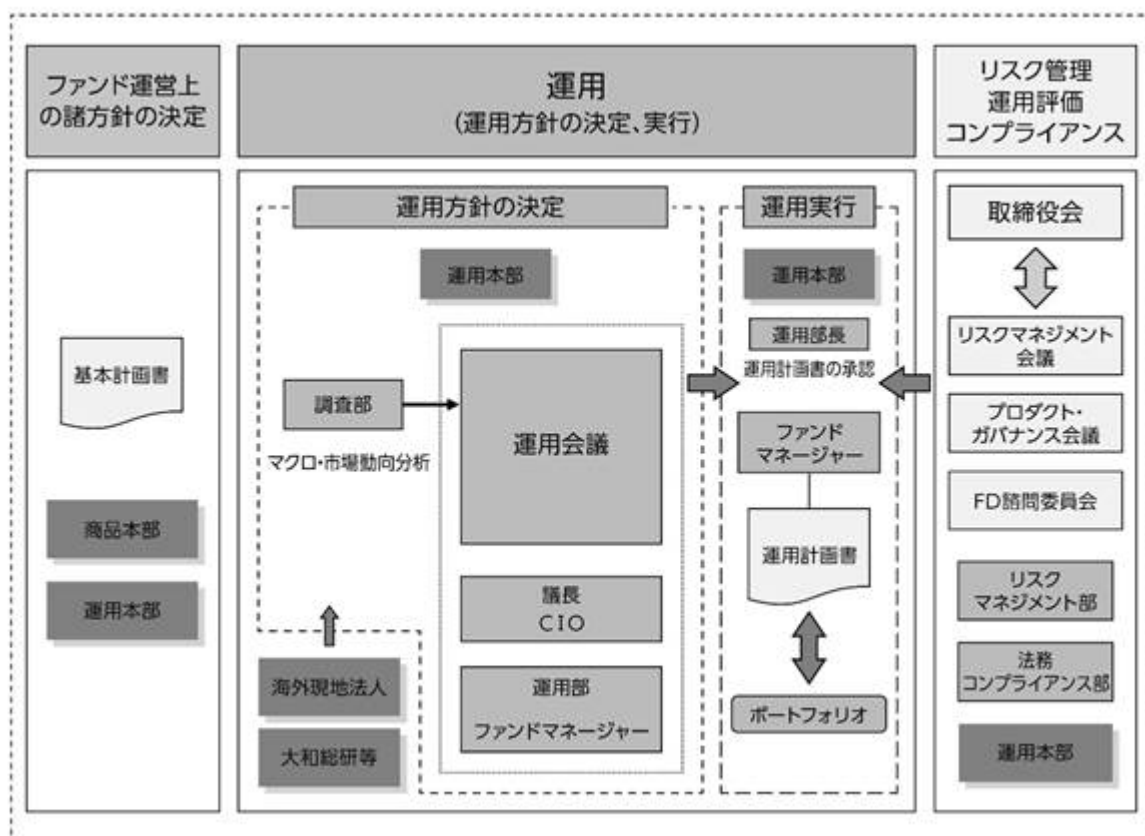 ファンド運営上
の諸方針の決定
運用
(運用方針の決定、実行)
リスク管理
運用評価
コンプライアンス
基本計画書
商品本部
運用本部
運用方針の決定
運用本部
調査部
マクロ・市場動向分析
運用会議
議長
CIO
運用部
ファンドマネージャー
海外現地法人
大和総研等
運用実行
運用本部
運用部長
運用計画書の承認
ファンド
マネージャー
運用計画書
ポートフォリオ
取締役会
リスクマネジメント
会議
プロダクト・
ガバナンス会議
FD諮問委員会
リスク
マネジメント部
法務
コンプライアンス部
運用本部